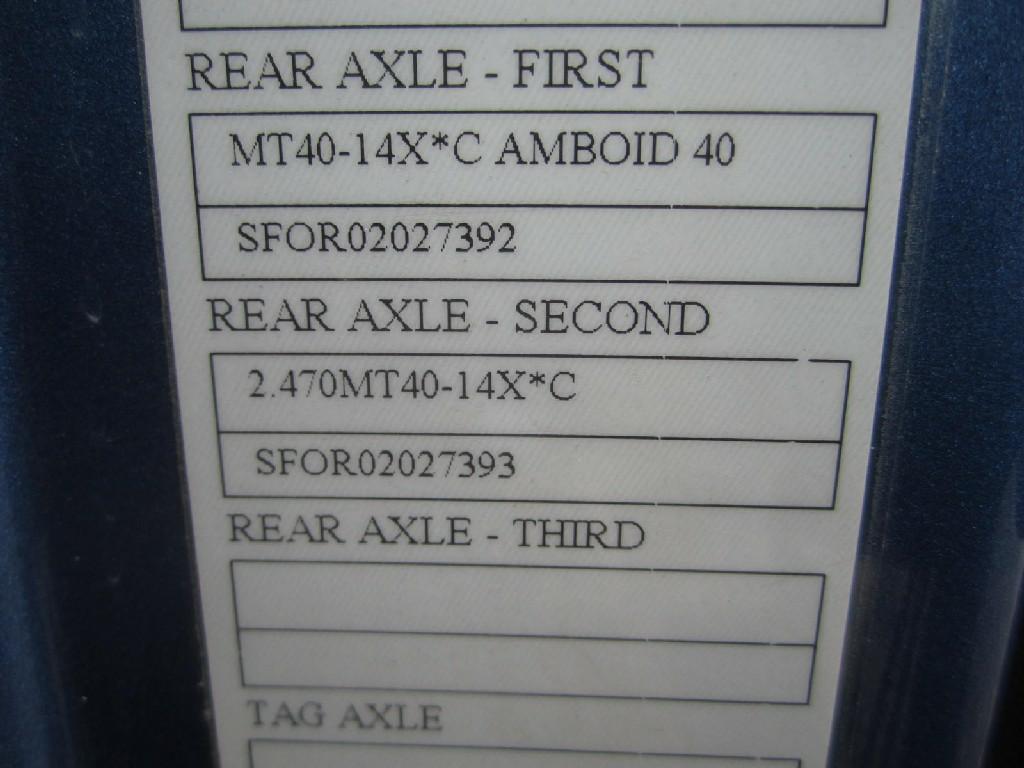 REAR AXLE - FIRST
MT40-14X*C AMBOID 40
SFOR02027392
REAR AXLE - SECOND
2.470MT40-14X*C
SFOR02027393
REAR AXLE - THIRD
TAG AXLE